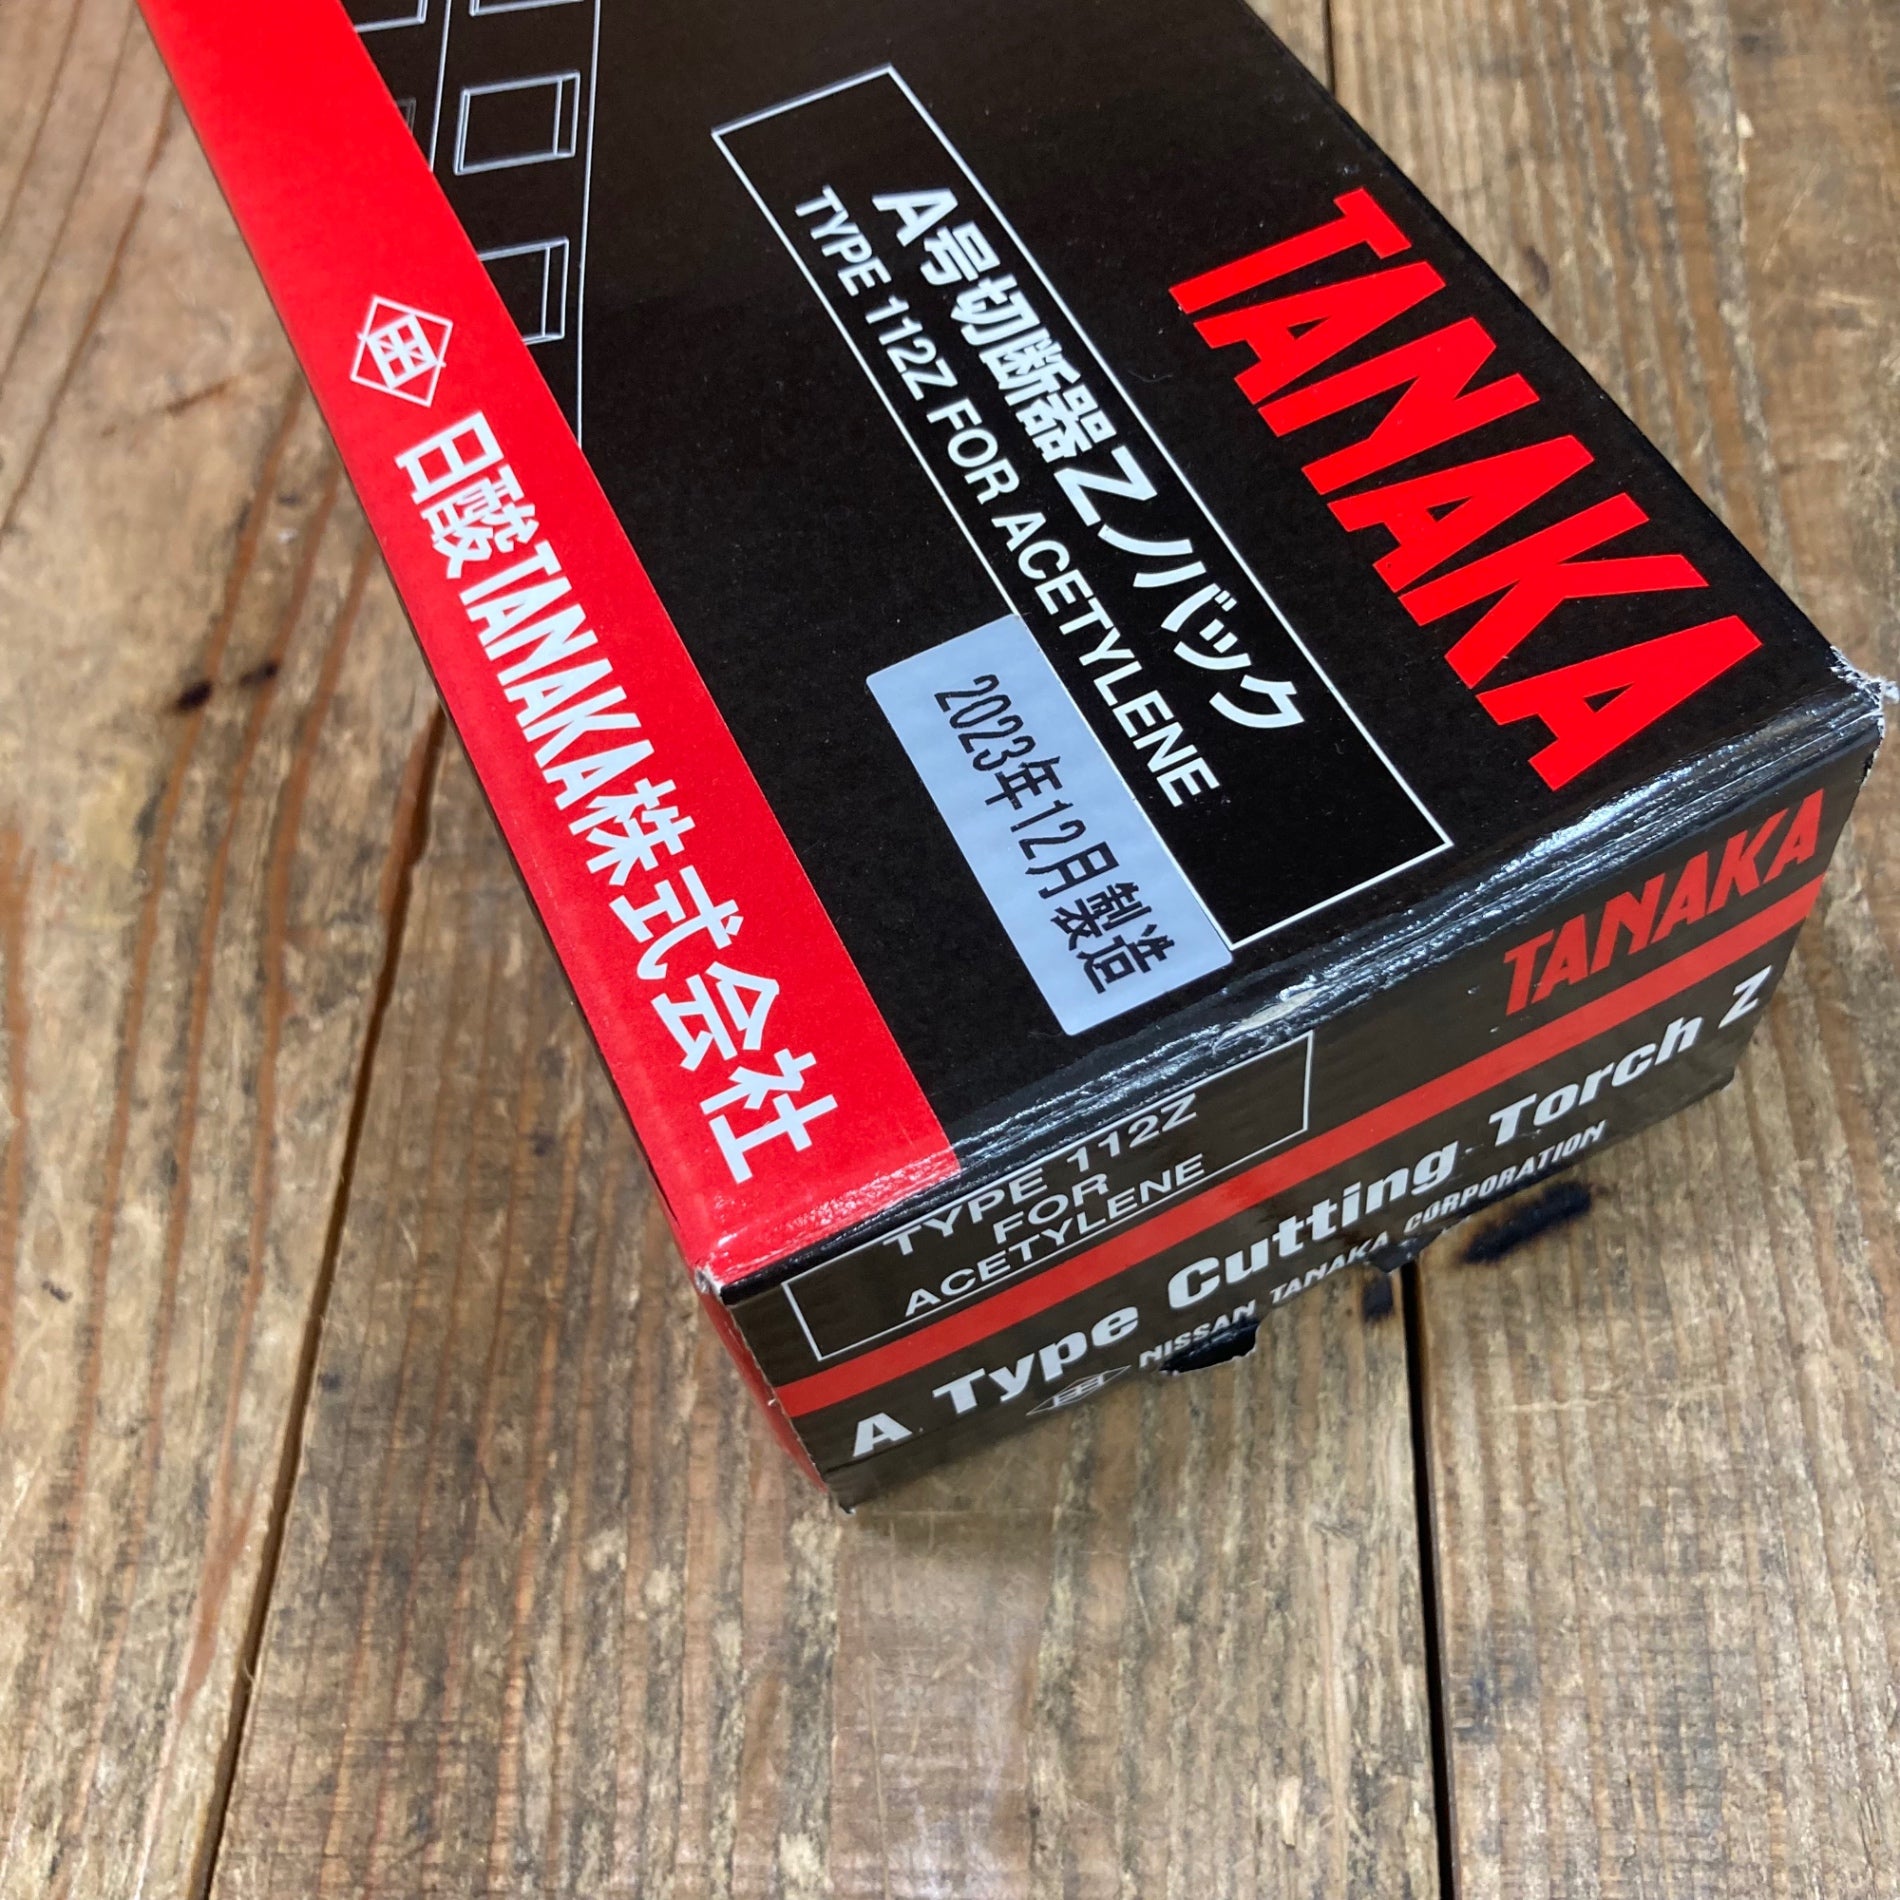 TANAKA
A号切断器Zノバック
TYPE 112Z FOR ACETYLENE
2023年12月製造
日酸TANAKA株式会社
TANAKA
TYPE 112Z
FOR
ACETYLENE
A Type Cutting Torch Z
NISSAN TANAKA CORPORATION